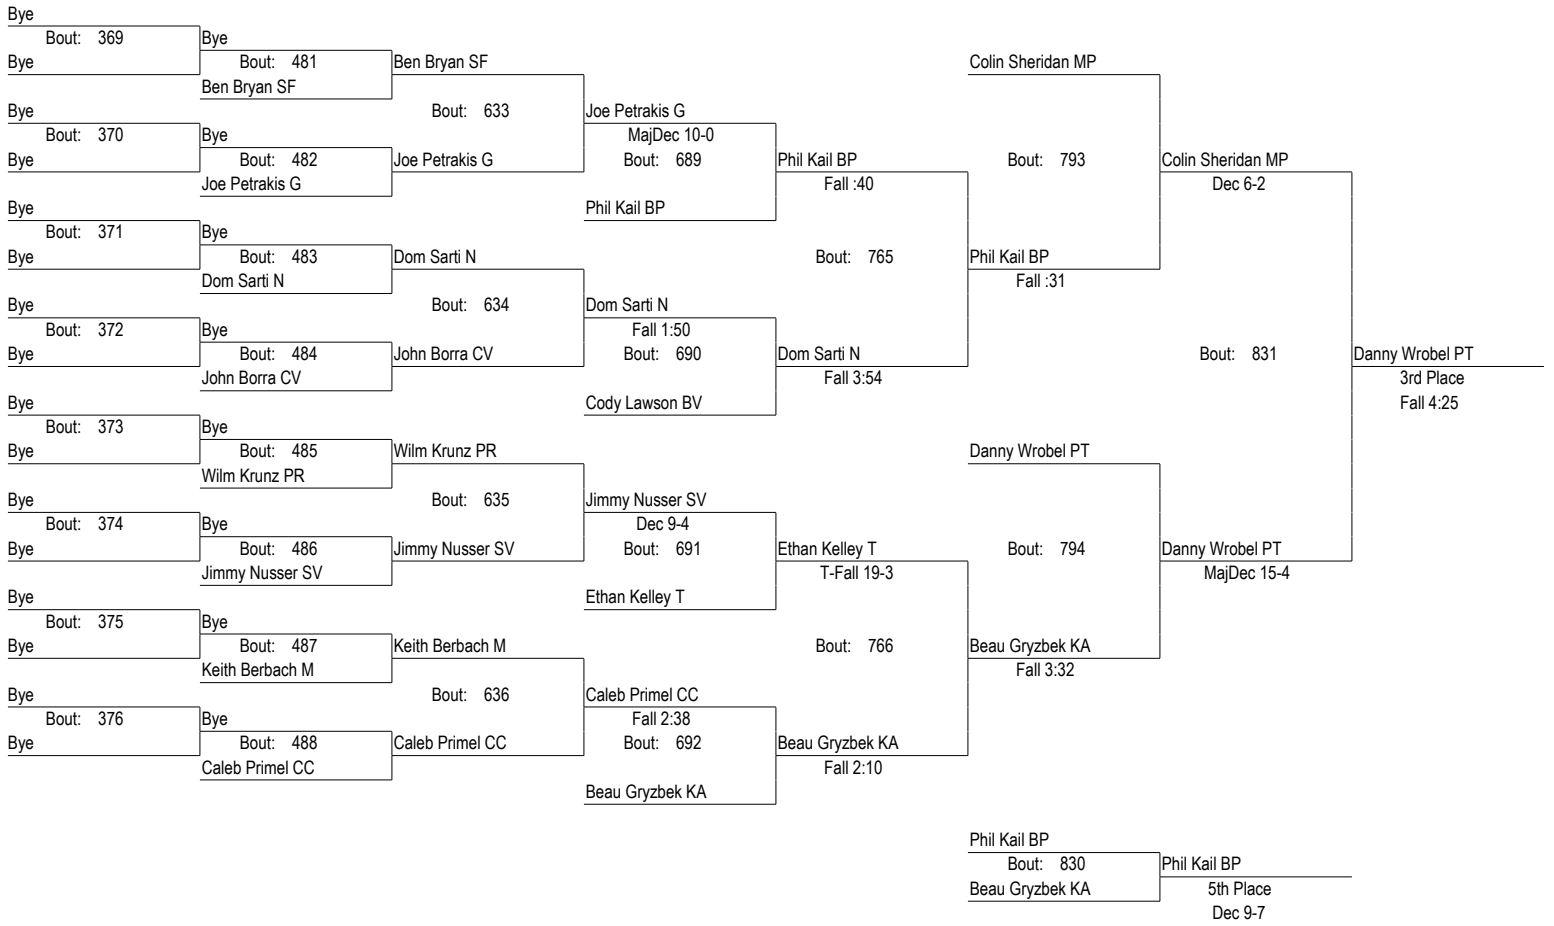 Bye
Bout: 369 Bye
Bye Bout: 481 Ben Bryan SF Colin Sheridan MP
Ben Bryan SF
Bye Bout: 633 Joe Petrakis G
Bout: 370 Bye MajDec 10-0
Bye Bout: 482 Joe Petrakis G Bout: 689 Phil Kail BP Bout: 793 Colin Sheridan MP
Joe Petrakis G Fall :40 Dec 6-2
Bye Phil Kail BP
Bout: 371 Bye
Bye Bout: 483 Dom Sarti N Bout: 765 Phil Kail BP
Dom Sarti N Fall :31
Bye Bout: 634 Dom Sarti N
Bout: 372 Bye Fall 1:50
Bye Bout: 484 John Borra CV Bout: 690 Dom Sarti N Bout: 831 Danny Wrobel PT
John Borra CV Fall 3:54 3rd Place
Bye Cody Lawson BV Fall 4:25
Bout: 373 Bye
Bye Bout: 485 Wilm Krunz PR Danny Wrobel PT
Wilm Krunz PR
Bye Bout: 635 Jimmy Nusser SV
Bout: 374 Bye Dec 9-4
Bye Bout: 486 Jimmy Nusser SV Bout: 691 Ethan Kelley T Bout: 794 Danny Wrobel PT
Jimmy Nusser SV T-Fall 19-3 MajDec 15-4
Bye Ethan Kelley T
Bout: 375 Bye
Bye Bout: 487 Keith Berbach M Bout: 766 Beau Gryzbek KA
Keith Berbach M Fall 3:32
Bye Bout: 636 Caleb Primel CC
Bout: 376 Bye Fall 2:38
Bye Bout: 488 Caleb Primel CC Bout: 692 Beau Gryzbek KA
Caleb Primel CC Fall 2:10
Beau Gryzbek KA
Phil Kail BP
Bout: 830 Phil Kail BP
Beau Gryzbek KA 5th Place
Dec 9-7